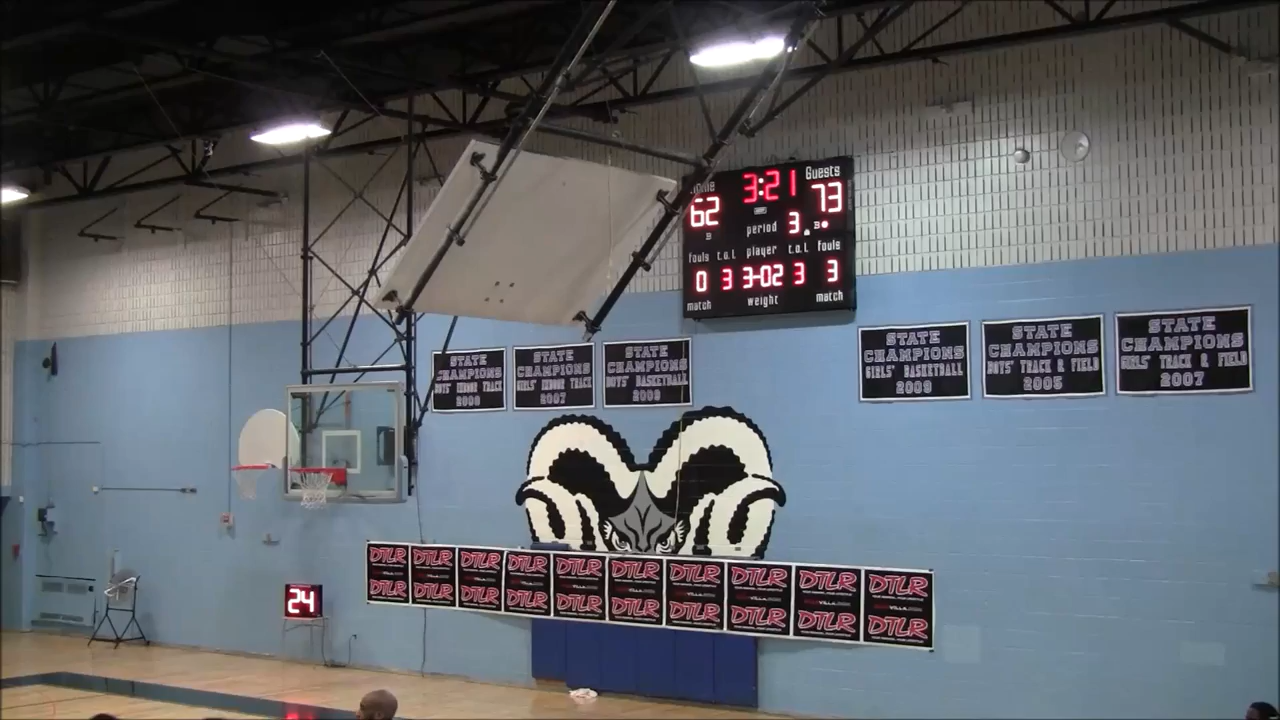 Guests
62 3:21 73
B period 3 B
fouls t.o.l player t.o.l fouls
0 3 3-02 3 3
match weight match
STATE
CHAMPIONS
BOYS' INDOOR TRACK
STATE
CHAMPIONS
GIRLS' INDOOR TRACK
2007
STATE
CHAMPIONS
BOYS' BASKETBALL
STATE
CHAMPIONS
GIRLS' BASKETBALL
2009
STATE
CHAMPIONS
BOYS' TRACK & FIELD
2005
STATE
CHAMPIONS
GIRLS' TRACK & FIELD
2007
DTLR DTLR DTLR DTLR DTLR DTLR DTLR DTLR DTLR DTLR
DTLR DTLR DTLR DTLR DTLR DTLR DTLR DTLR DTLR DTLR
24